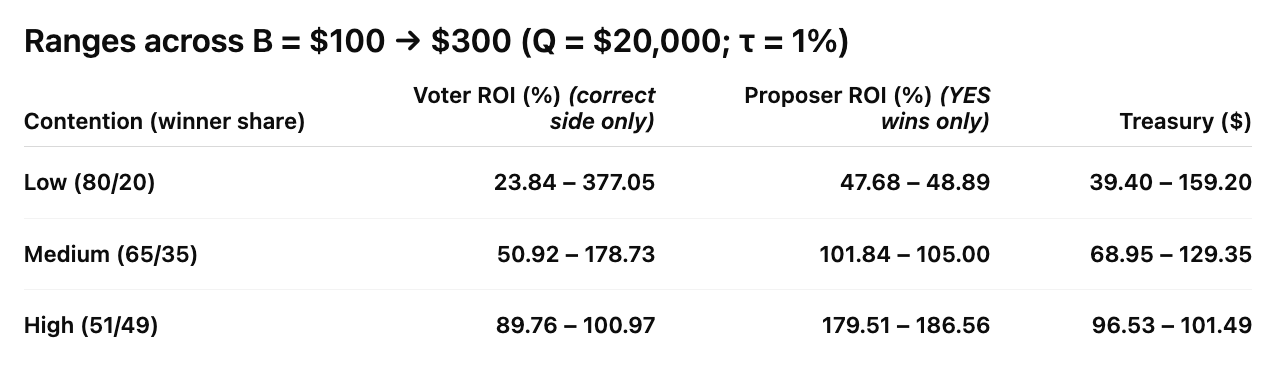 Ranges across B = $100 → $300 (Q = $20,000; τ = 1%)
Contention (winner share) Voter ROI (%) (correct side only) Proposer ROI (%) (YES wins only) Treasury ($)
Low (80/20) 23.84 – 377.05 47.68 – 48.89 39.40 – 159.20
Medium (65/35) 50.92 – 178.73 101.84 – 105.00 68.95 – 129.35
High (51/49) 89.76 – 100.97 179.51 – 186.56 96.53 – 101.49